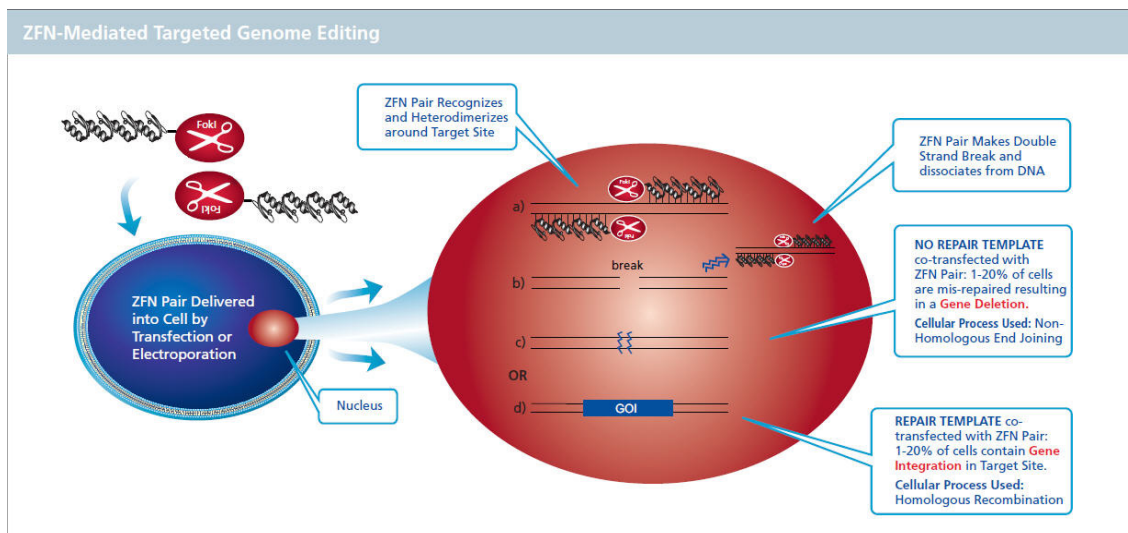 ZFN-Mediated Targeted Genome Editing
FokI
FokI
ZFN Pair Delivered
into Cell by
Transfection or
Electroporation
Nucleus
ZFN Pair Recognizes
and Heterodimerizes
around Target Site
a)
FokI
FokI
ZFN Pair Makes Double
Strand Break and
dissociates from DNA
break
b)
c)
NO REPAIR TEMPLATE
co-transfected with
ZFN Pair: 1-20% of cells
are mis-repaired resulting
in a Gene Deletion.
Cellular Process Used: Non-
Homologous End Joining
OR
d)
GOI
REPAIR TEMPLATE co-
transfected with ZFN Pair:
1-20% of cells contain Gene
Integration in Target Site.
Cellular Process Used:
Homologous Recombination